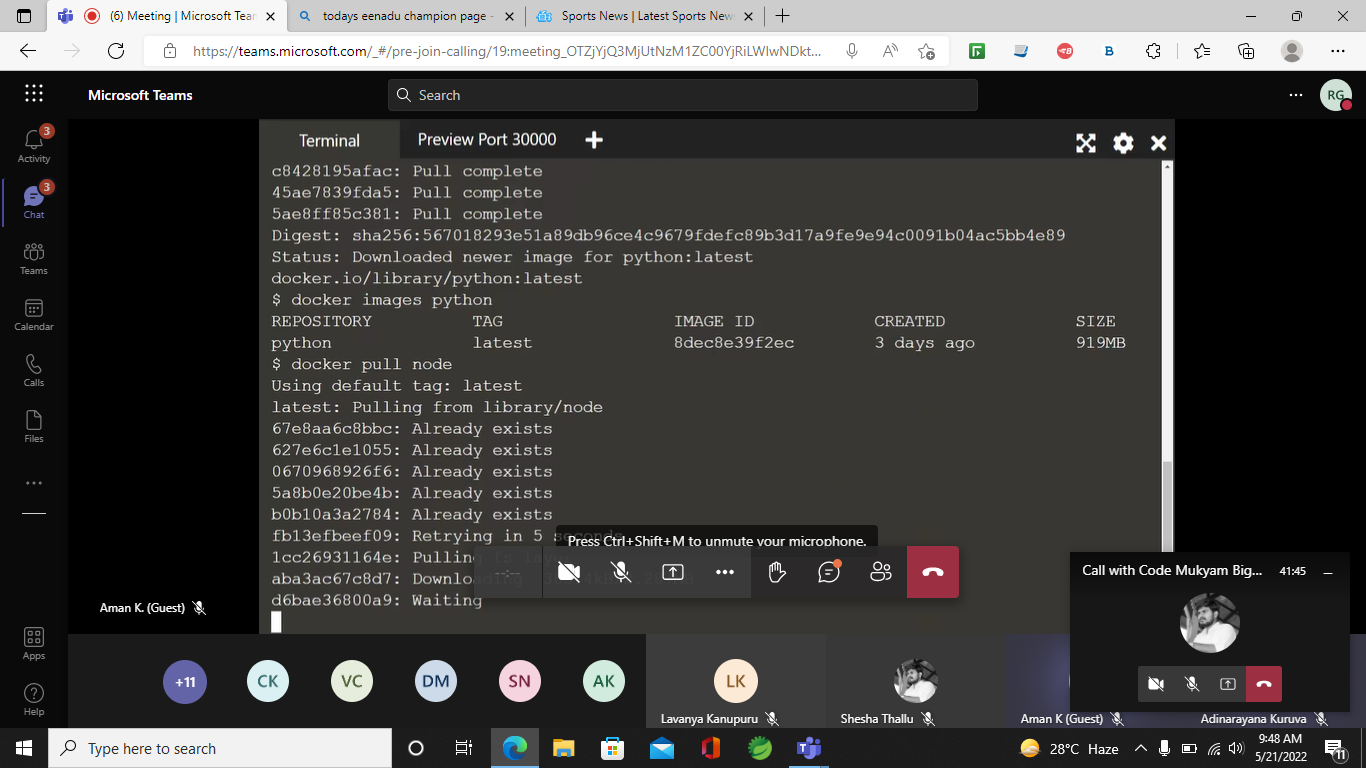 (6) Meeting | Microsoft Tean
todays eenadu champion page -
Sports News | Latest Sports New
https://teams.microsoft.com/_#/pre-join-calling/19:meeting_OTZjYjQ3MjUtNzM1ZC00YjRiLWIwNDkt...
Microsoft Teams
Search
RG
3
Activity
3
Chat
Teams
Calendar
Calls
Files
Apps
Help
Terminal
Preview Port 30000
c8428195afac: Pull complete
45ae7839fda5: Pull complete
5ae8ff85c381: Pull complete
Digest: sha256:567018293e51a89db96ce4c9679fdefc89b3d17a9fe9e94c0091b04ac5bb4e89
Status: Downloaded newer image for python:latest
docker.io/library/python:latest
$ docker images python
REPOSITORY TAG IMAGE ID CREATED SIZE
python latest 8dec8e39f2ec 3 days ago 919MB
$ docker pull node
Using default tag: latest
latest: Pulling from library/node
67e8aa6c8bbc: Already exists
627e6c1e1055: Already exists
0670968926f6: Already exists
5a8b0e20be4b: Already exists
b0b10a3a2784: Already exists
fb13efbeef09: Retrying in 5 seconds
1cc26931164e: Pulling
aba3ac67c8d7: Downloading
d6bae36800a9: Waiting
Press Ctrl+Shift+M to unmute your microphone.
Aman K. (Guest)
Call with Code Mukyam Big... 41:45
+11
CK
VC
DM
SN
AK
LK
Lavanya Kanupuru
Shesha Thallu
Aman K (Guest)
Adinarayana Kuruva
Type here to search
28°C Haze
9:48 AM
5/21/2022
11